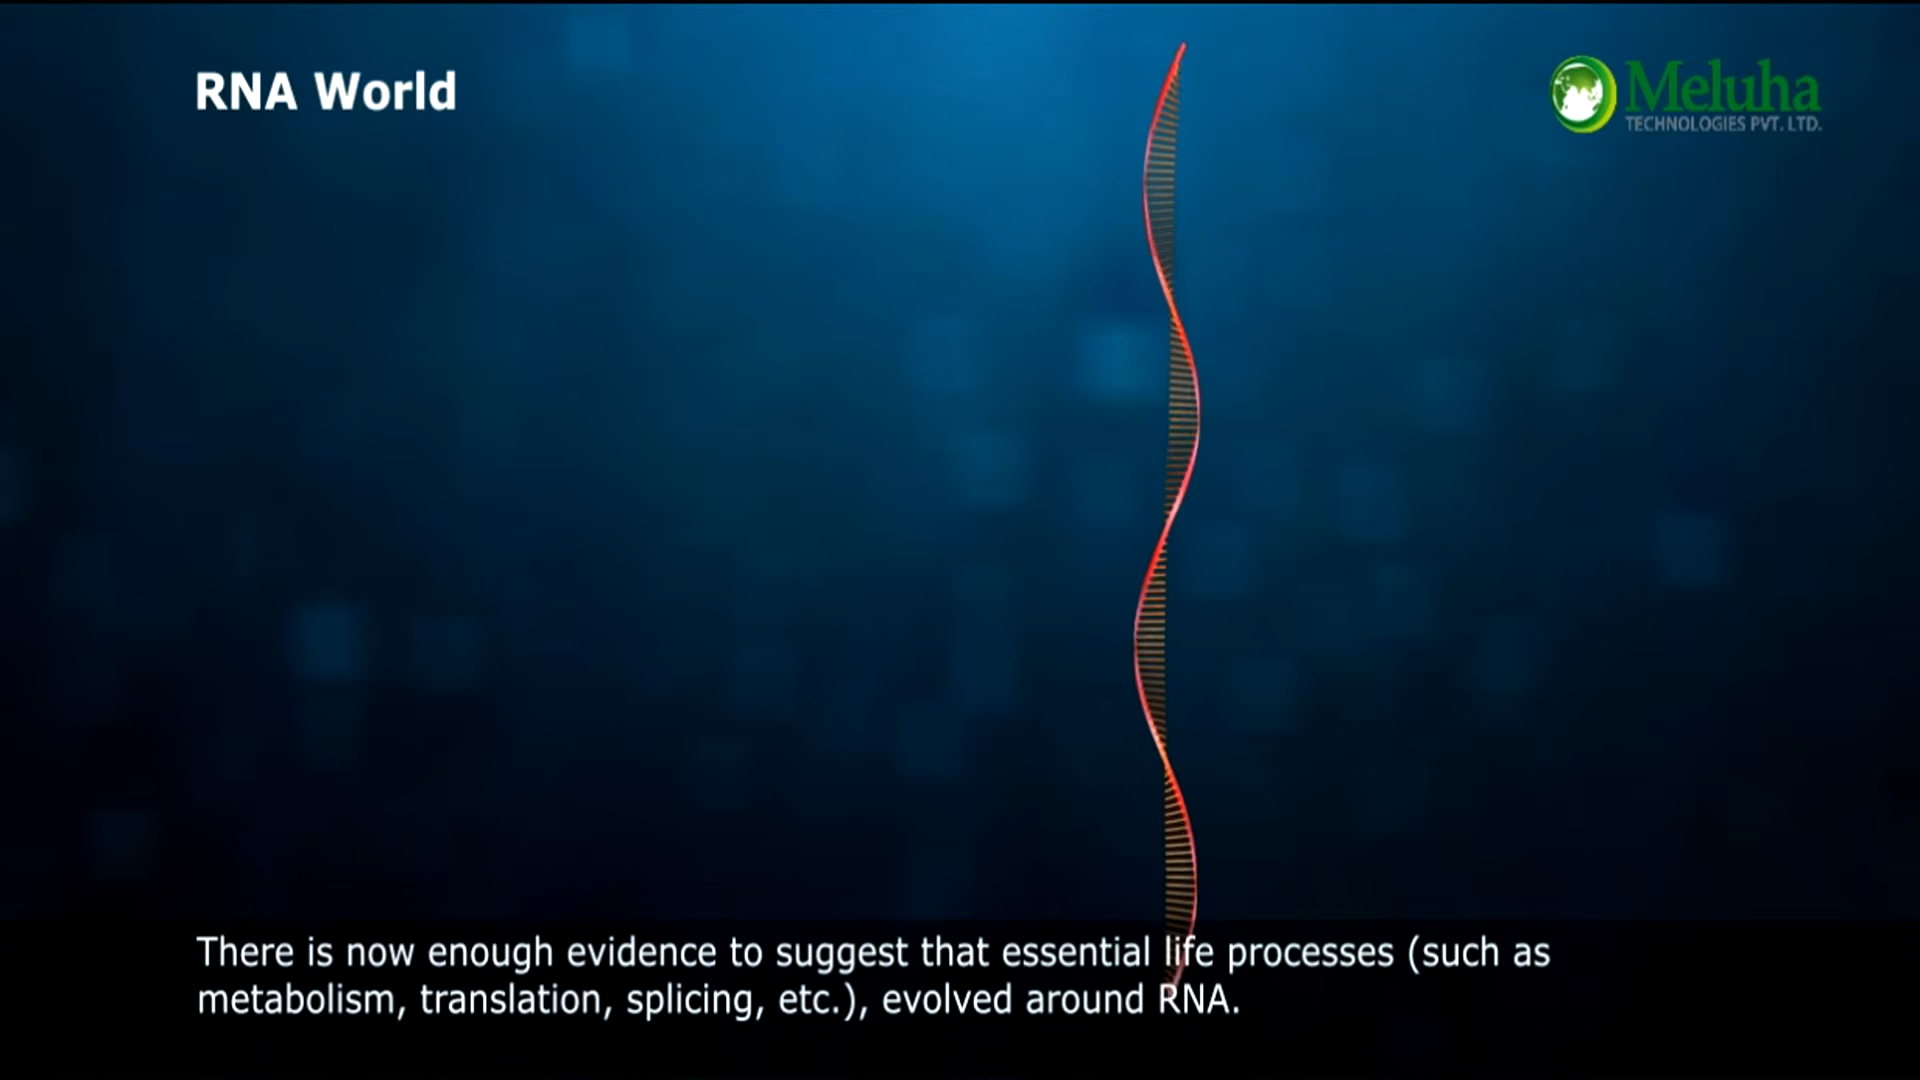 RNA World
Meluha
TECHNOLOGIES PVT. LTD.
There is now enough evidence to suggest that essential life processes (such as
metabolism, translation, splicing, etc.), evolved around RNA.